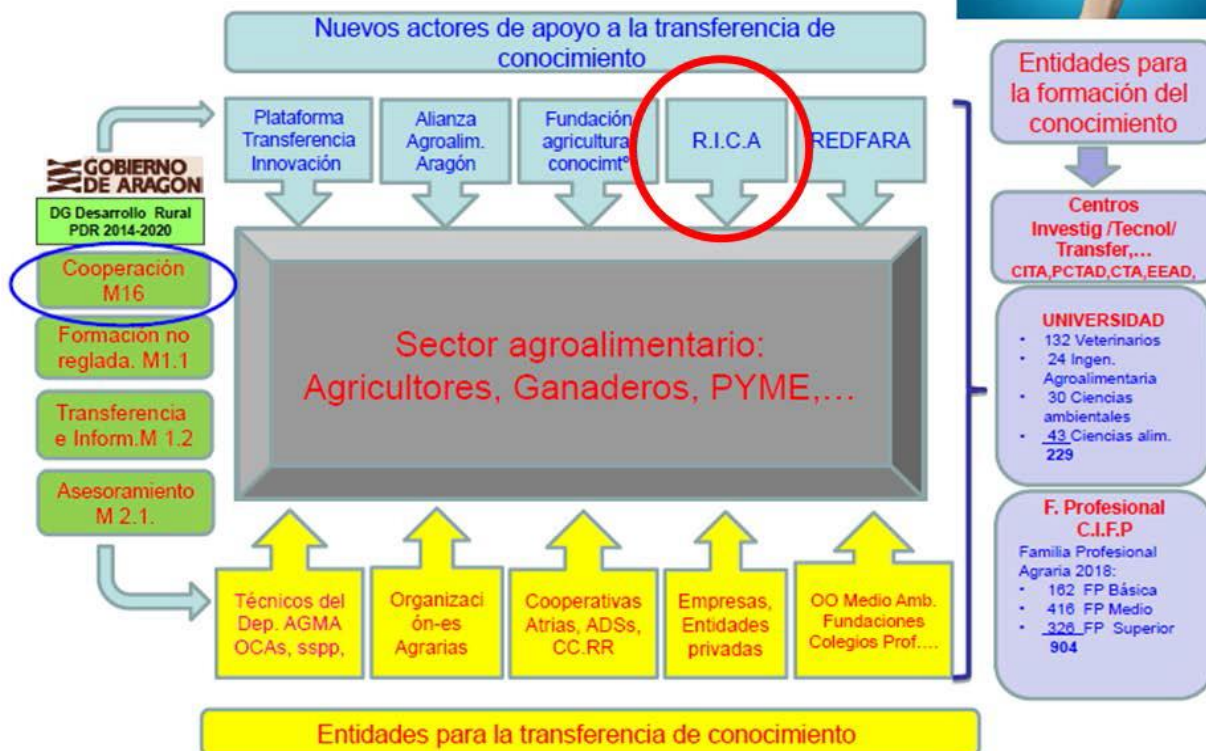 Nuevos actores de apoyo a la transferencia de
conocimiento
Plataforma
Transferencia
Innovación
Alianza
Agroalim.
Aragón
Fundación
agricultura
conocimtº
R.I.C.A
REDFARA
GOBIERNO
DE ARAGON
DG Desarrollo Rural
PDR 2014-2020
Cooperación
M16
Formación no
reglada. M1.1
Transferencia
e Inform.M 1.2
Asesoramiento
M 2.1.
Sector agroalimentario:
Agricultores, Ganaderos, PYME,...
Técnicos del
Dep. AGMA
OCAs, sspp,
Organizaci
ón-es
Agrarias
Cooperativas
Atrias, ADSs,
CC.RR
Empresas,
Entidades
privadas
OO Medio Amb.
Fundaciones
Colegios Prof....
Entidades para la transferencia de conocimiento
Entidades para
la formación del
conocimiento
Centros
Investig /Tecnol/
Transfer,...
CITA,PCTAD,CTA,EEAD,
UNIVERSIDAD
• 132 Veterinarios
• 24 Ingen.
Agroalimentaria
• 30 Ciencias
ambientales
• 43 Ciencias alim.
229
F. Profesional
C.I.F.P
Familia Profesional
Agraria 2018:
• 162 FP Básica
• 416 FP Medio
• 326 FP Superior
904